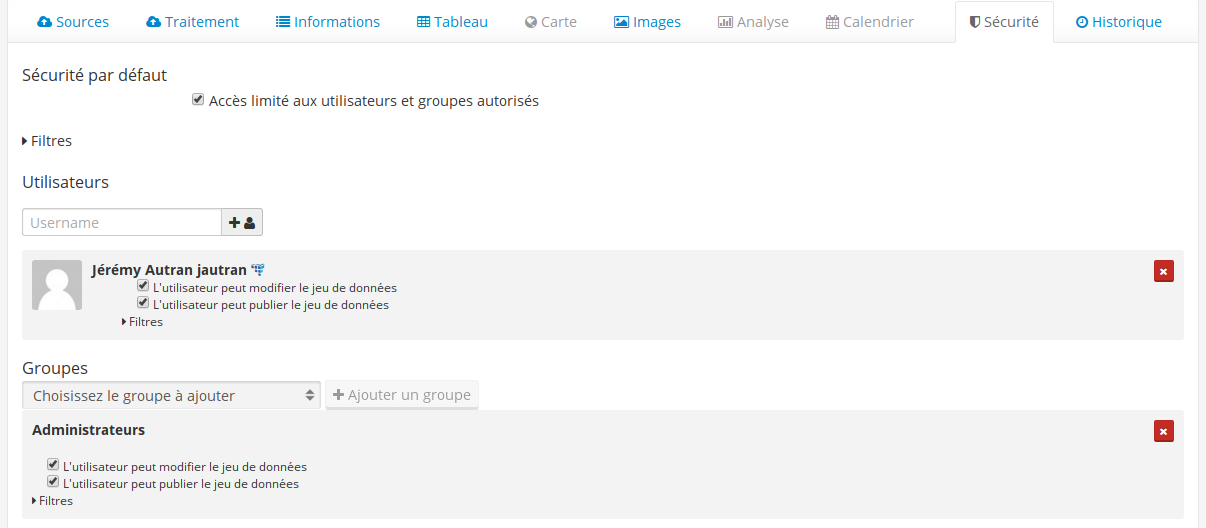 Sources Traitement Informations Tableau Carte Images Analyse Calendrier Sécurité Historique
Sécurité par défaut
Accès limité aux utilisateurs et groupes autorisés
Filtres
Utilisateurs
Username
Jérémy Autran jautran
L'utilisateur peut modifier le jeu de données
L'utilisateur peut publier le jeu de données
Filtres
Groupes
Choisissez le groupe à ajouter Ajouter un groupe
Administrateurs
L'utilisateur peut modifier le jeu de données
L'utilisateur peut publier le jeu de données
Filtres